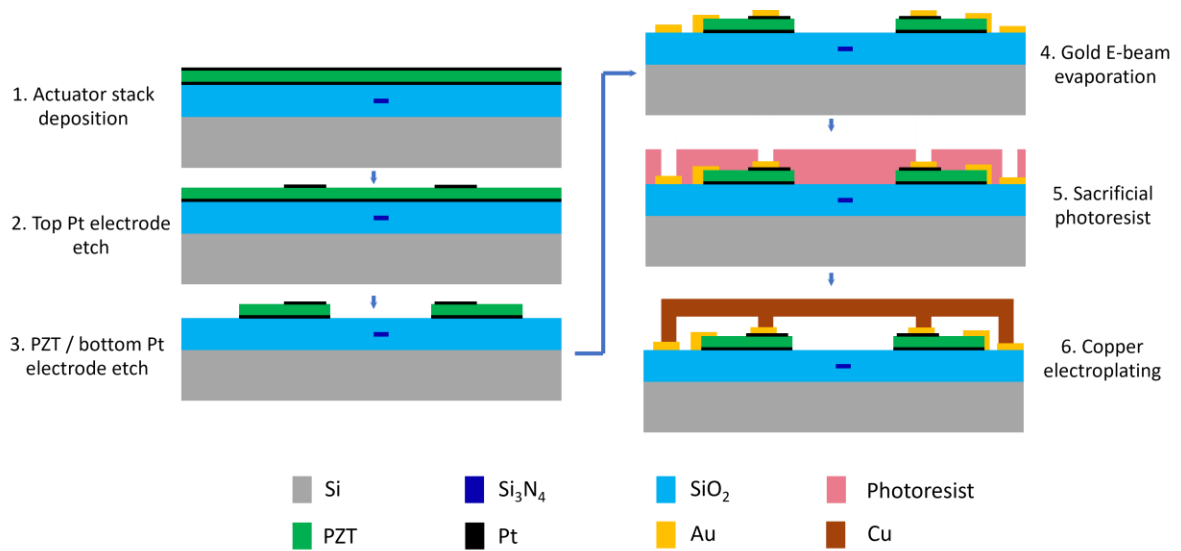 1. Actuator stack
deposition
2. Top Pt electrode
etch
3. PZT / bottom Pt
electrode etch
4. Gold E-beam
evaporation
5. Sacrificial
photoresist
6. Copper
electroplating
Si
Si₃N₄
SiO₂
Photoresist
PZT
Pt
Au
Cu